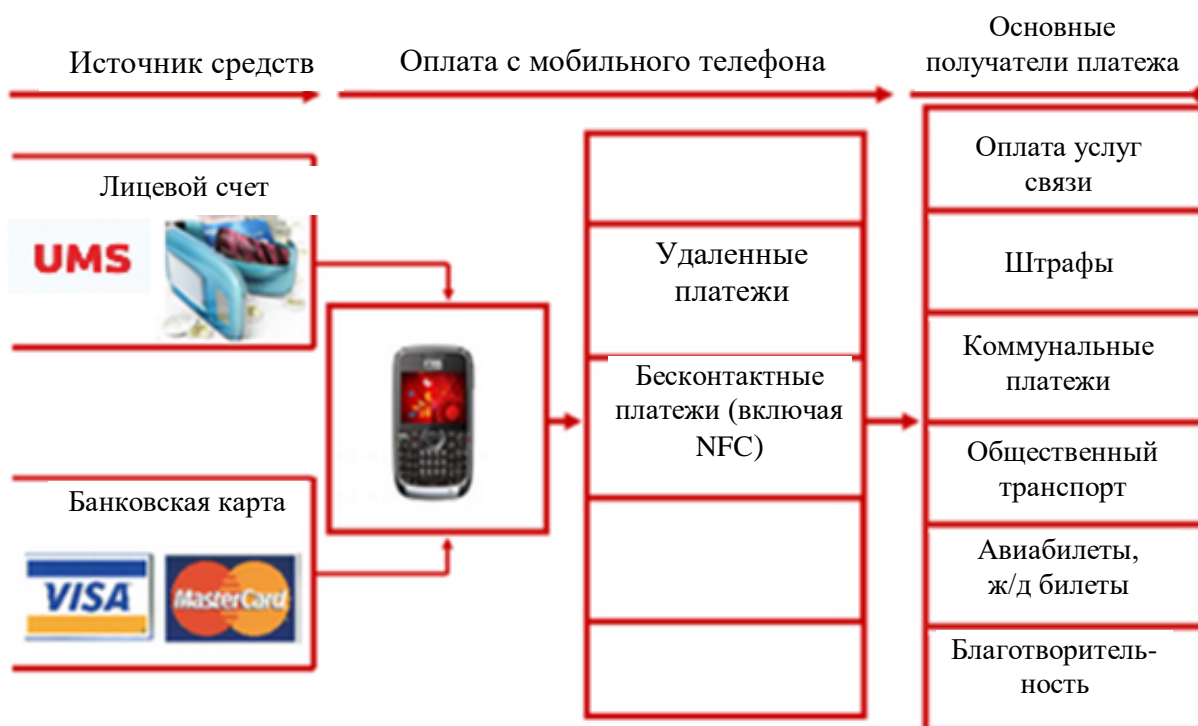 Источник средств
Оплата с мобильного телефона
Основные
получатели платежа
Лицевой счет
UMS
Банковская карта
VISA
MasterCard
Удаленные
платежи
Бесконтактные
платежи (включая
NFC)
Оплата услуг
связи
Штрафы
Коммунальные
платежи
Общественный
транспорт
Авиабилеты,
ж/д билеты
Благотворитель-
ность